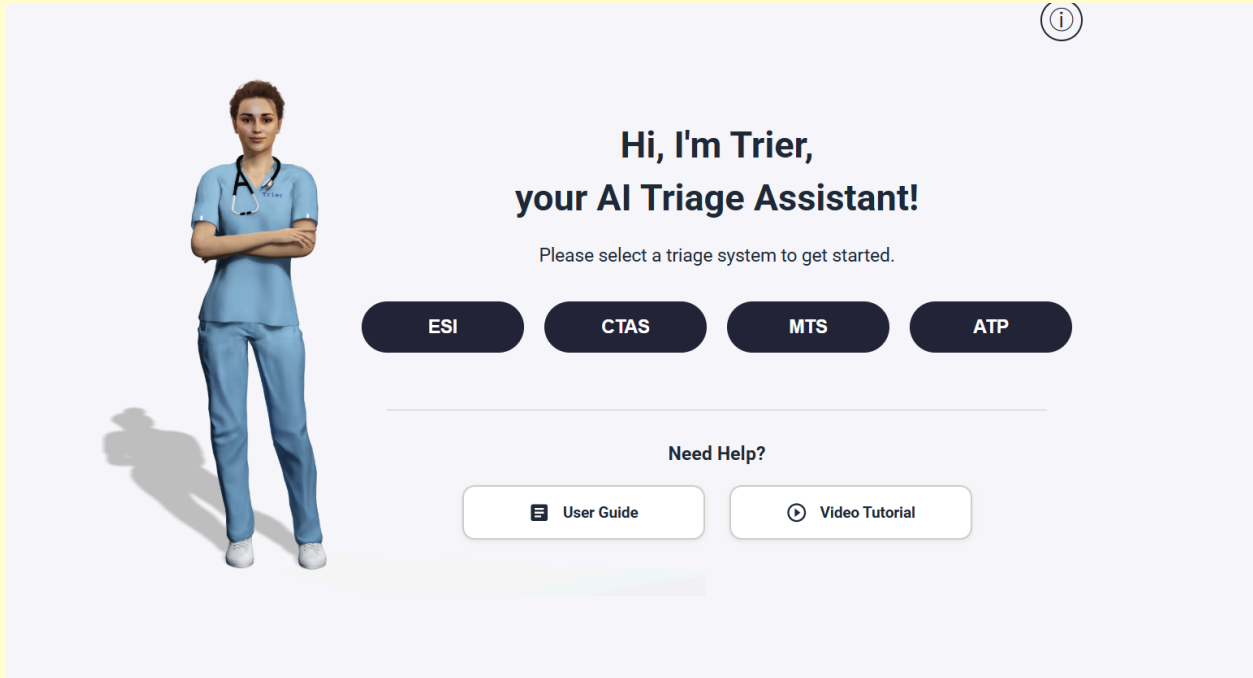 Hi, I'm Trier,
your AI Triage Assistant!
Please select a triage system to get started.
ESI
CTAS
MTS
ATP
Trier
Need Help?
User Guide
Video Tutorial